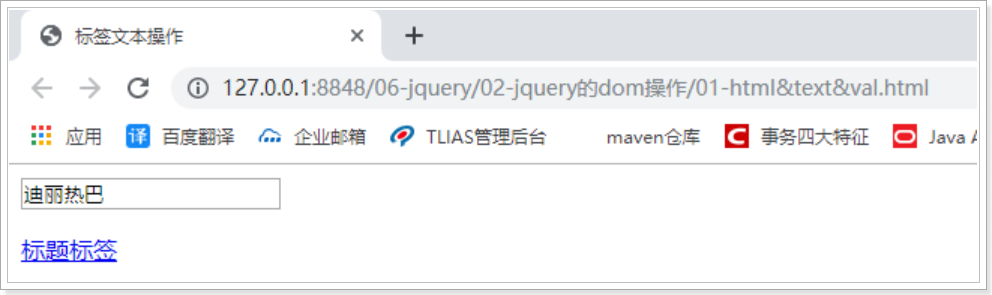 标签文本操作
127.0.0.1:8848/06-jquery/02-jquery的dom操作/01-html&text&val.html
应用 译 百度翻译 企业邮箱 TLIAS管理后台 maven仓库 事务四大特征 Java A
迪丽热巴
标题标签